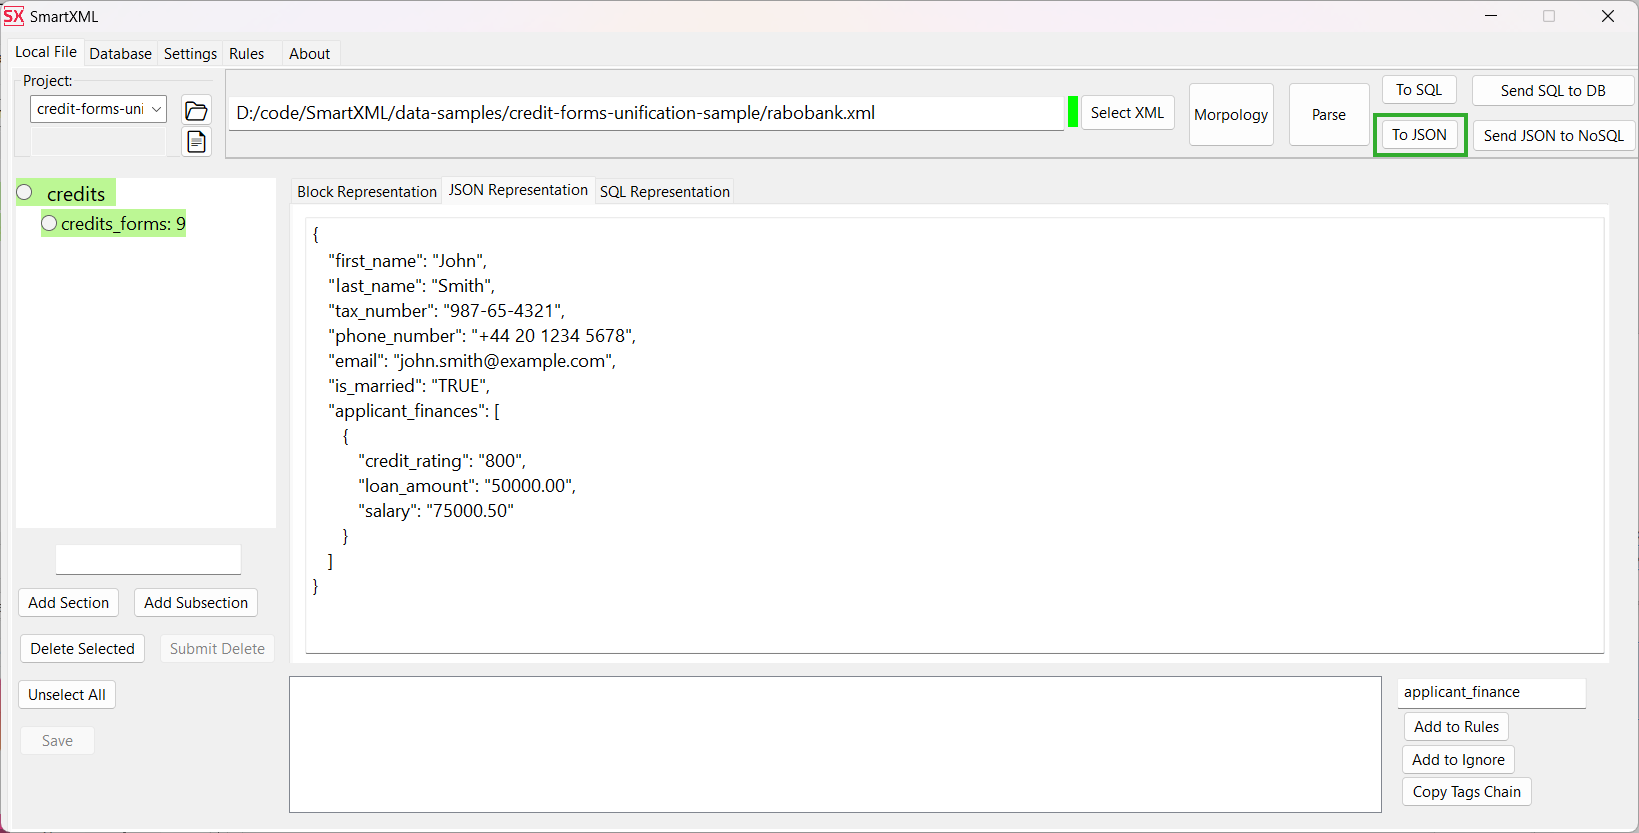 SX SmartXML
Local File Database Settings Rules About
Project:
credit-forms-uni
D:/code/SmartXML/data-samples/credit-forms-unification-sample/rabobank.xml
Select XML
Morpology
Parse
To SQL
Send SQL to DB
To JSON
Send JSON to NoSQL
credits
credits_forms: 9
Block Representation JSON Representation SQL Representation
{
"first_name": "John",
"last_name": "Smith",
"tax_number": "987-65-4321",
"phone_number": "+44 20 1234 5678",
"email": "john.smith@example.com",
"is_married": "TRUE",
"applicant_finances": [
{
"credit_rating": "800",
"loan_amount": "50000.00",
"salary": "75000.50"
}
]
}
Add Section Add Subsection
Delete Selected Submit Delete
Unselect All
Save
applicant_finance
Add to Rules
Add to Ignore
Copy Tags Chain